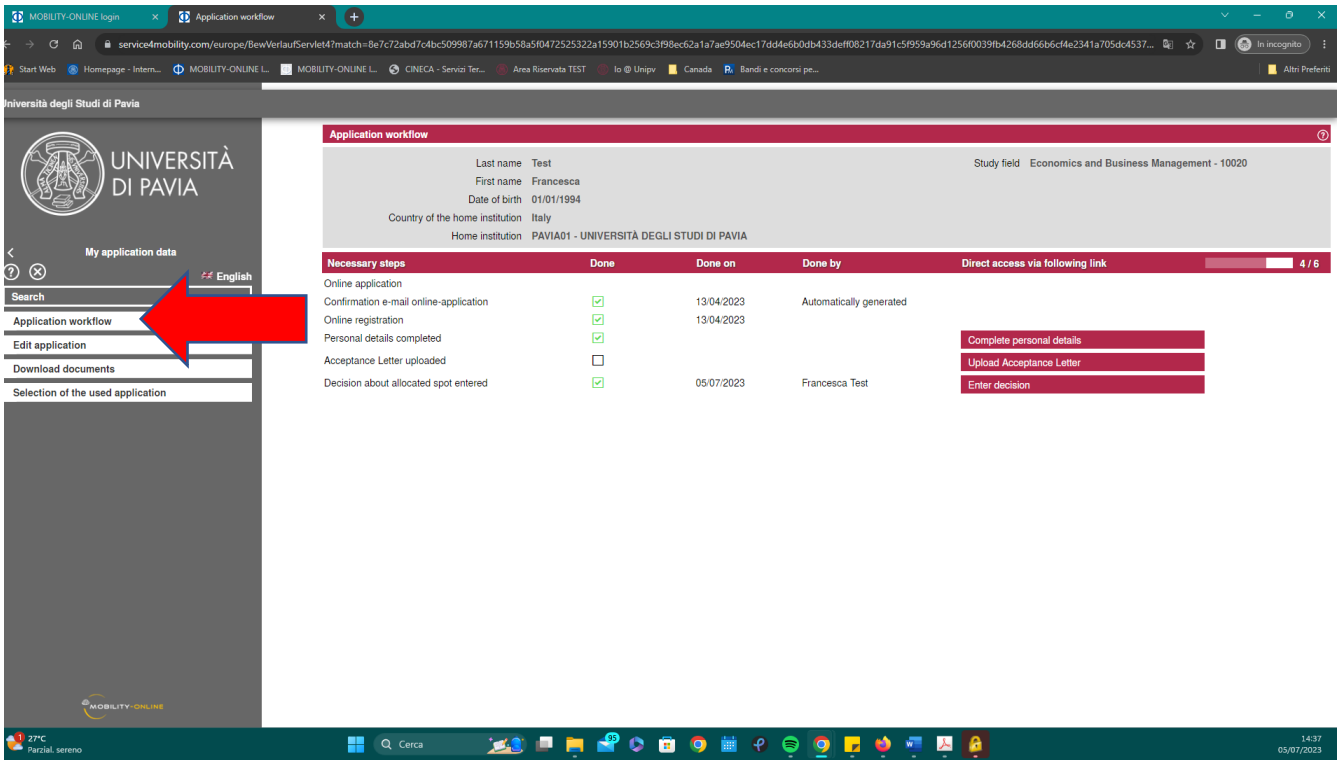 MOBILITY-ONLINE login
Application workflow
service4mobility.com/europe/BewVerlaufServlet4?match=8e7c72abd7c4bc509987a671159b58a5f0472525322a15901b2569c3f98ec62a1a7ae9504ec17dd4e6b0db433deff08217da91c5f959a96d1256f0039fb4268dd66b6cf4e2341a705dc4537...
In incognito
Start Web
Homepage - Intern...
MOBILITY-ONLINE L...
MOBILITY-ONLINE L...
CINECA - Servizi Ter...
Area Riservata TEST
Io @ Unipv
Canada
Bandi e concorsi pe...
Altri Preferiti
Università degli Studi di Pavia
UNIVERSITÀ
DI PAVIA
My application data
English
Search
Application workflow
Edit application
Download documents
Selection of the used application
MOBILITY-ONLINE
Application workflow
Last name Test
Study field Economics and Business Management - 10020
First name Francesca
Date of birth 01/01/1994
Country of the home institution Italy
Home institution PAVIA01 - UNIVERSITÀ DEGLI STUDI DI PAVIA
Necessary steps Done Done on Done by Direct access via following link 4 / 6
Online application
Confirmation e-mail online-application 13/04/2023 Automatically generated
Online registration 13/04/2023
Personal details completed Complete personal details
Acceptance Letter uploaded Upload Acceptance Letter
Decision about allocated spot entered 05/07/2023 Francesca Test Enter decision
1
27°C
Parzial. sereno
Cerca
95
14:37
05/07/2023